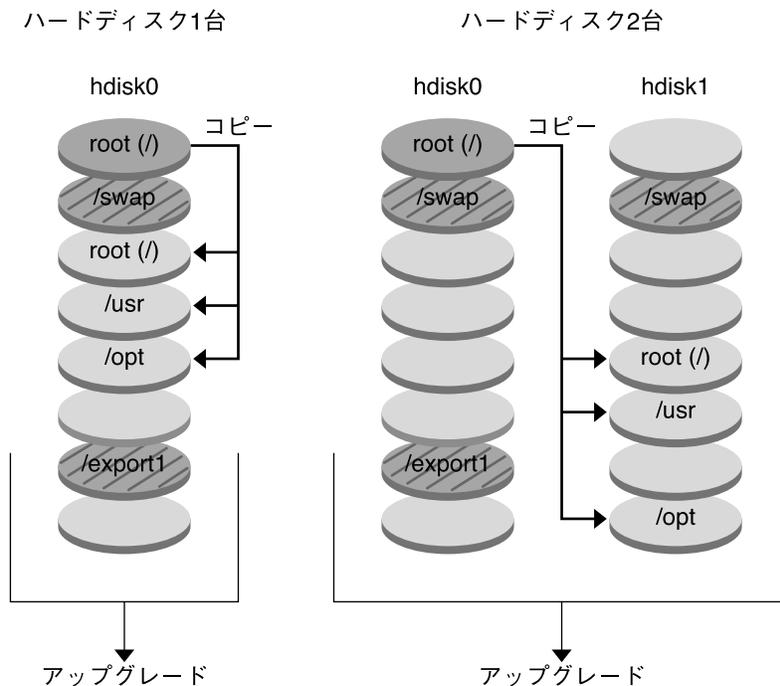 ハードディスク1台
hdisk0
コピー
root (/)
/swap
root (/)
/usr
/opt
/export1
アップグレード
ハードディスク2台
hdisk0
hdisk1
コピー
root (/)
/swap
/swap
root (/)
/usr
/export1
/opt
アップグレード